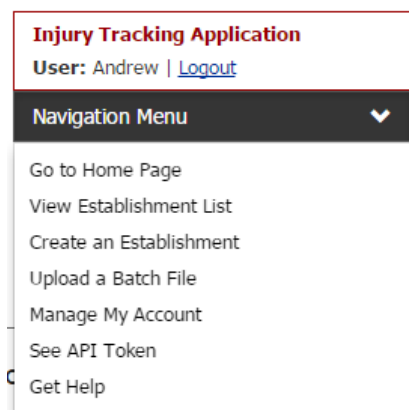 Injury Tracking Application
User: Andrew | Logout
Navigation Menu
Go to Home Page
View Establishment List
Create an Establishment
Upload a Batch File
Manage My Account
See API Token
Get Help